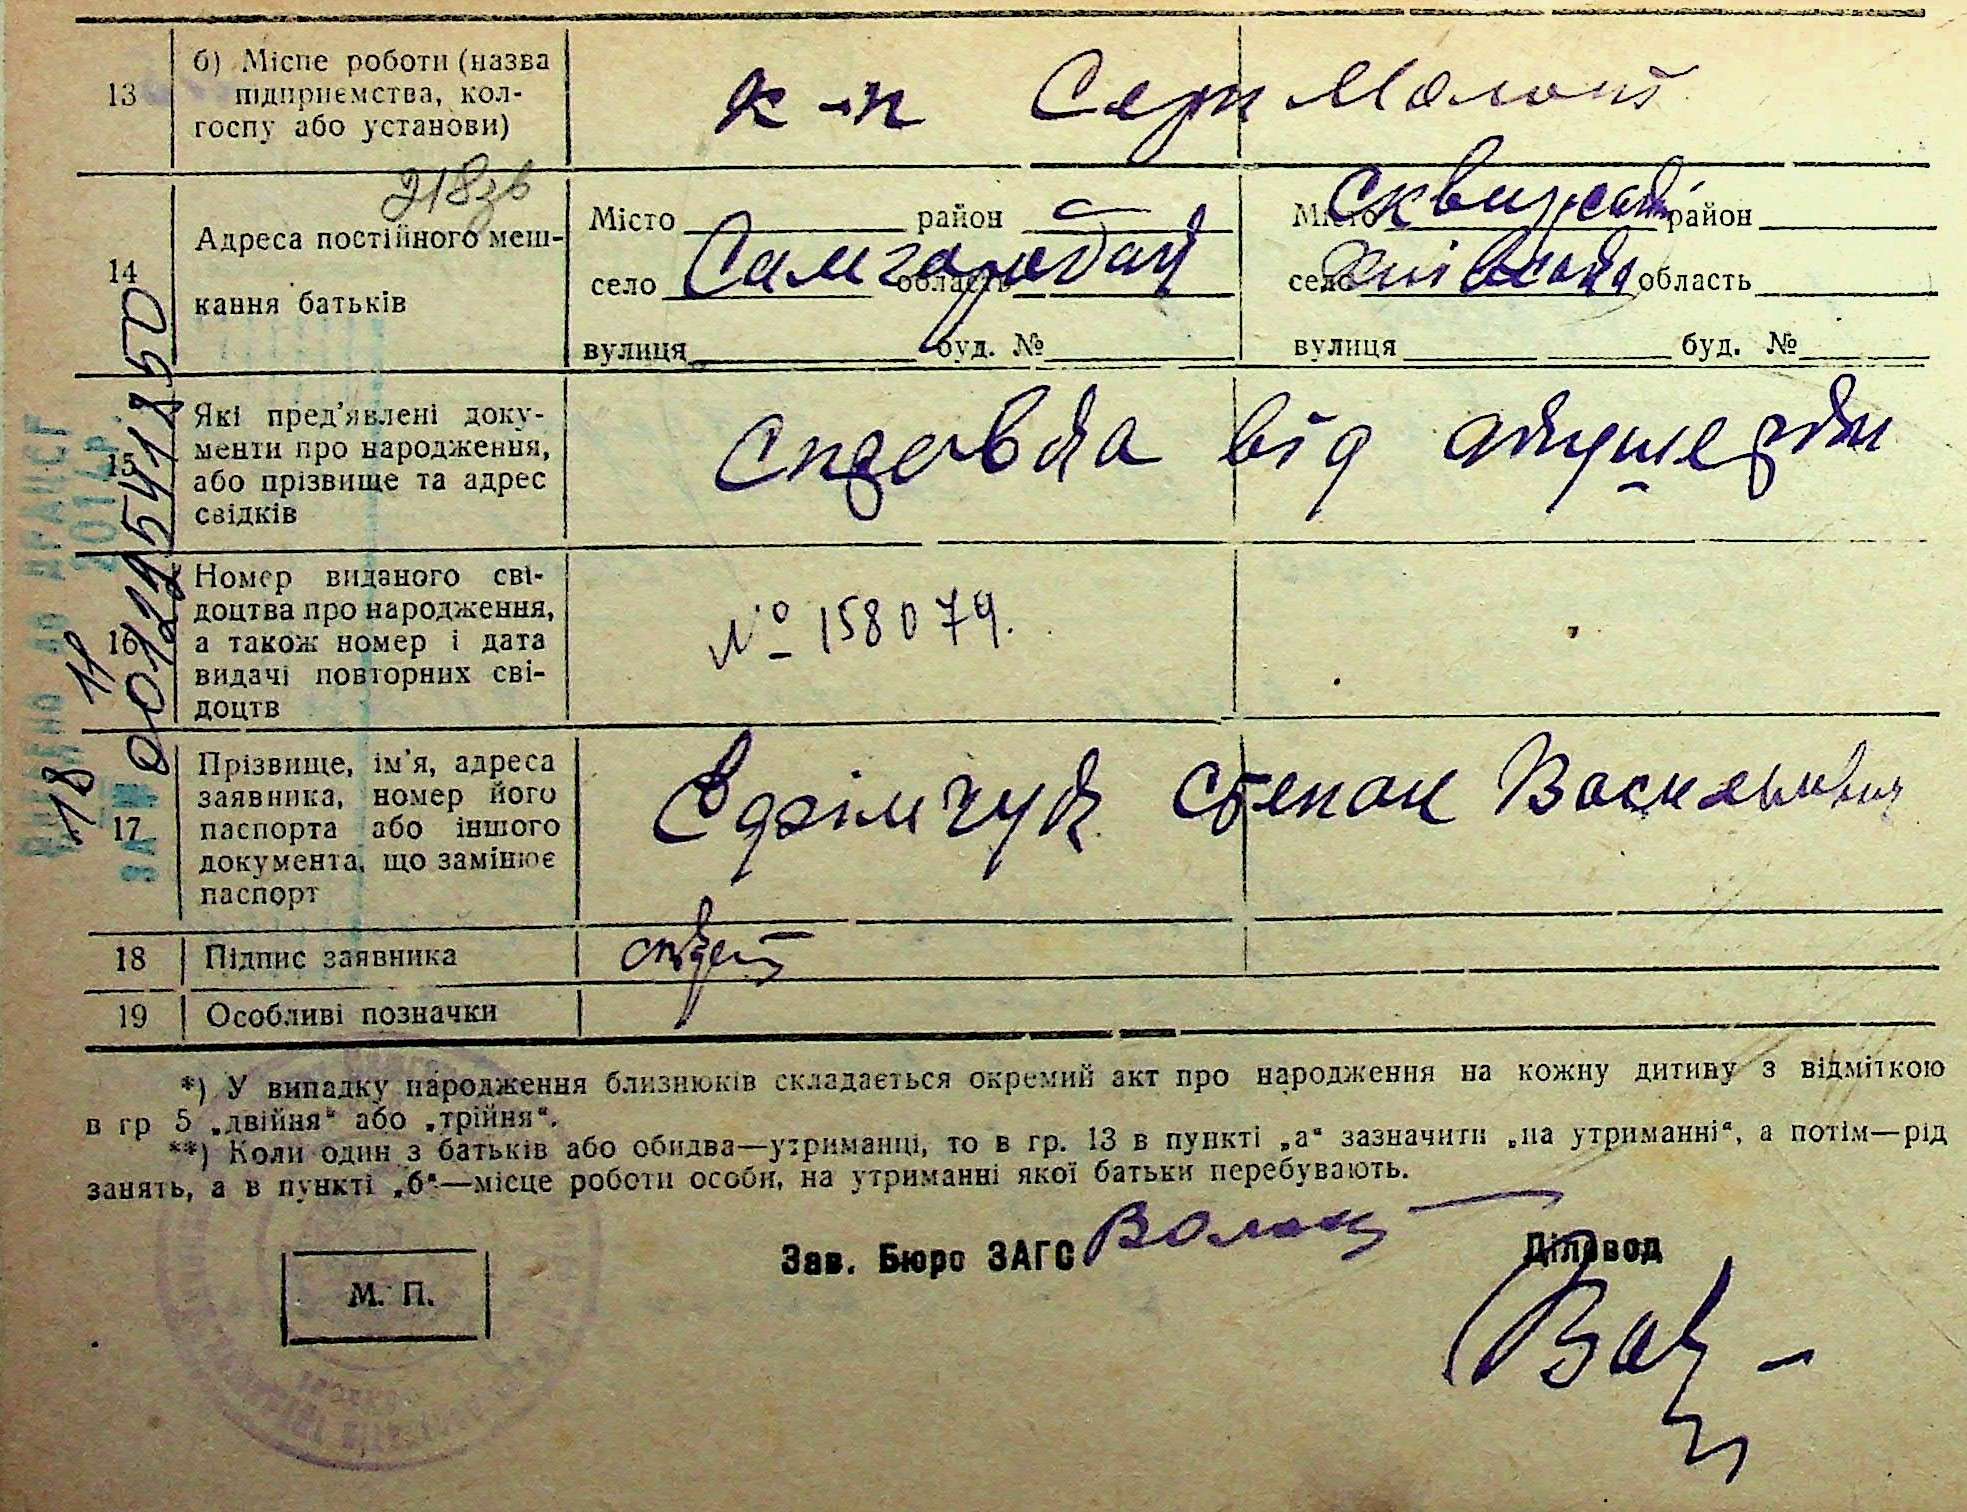 13
б) Місце роботи (назва
підприємства, кол-
госпу або установи)
к-п Серп Молот
14
218зв
Адреса постійного меш-
кання батьків
Місто район
село область
вулиця буд. №
с Самгородок
Місто район
село область
вулиця буд. №
Сквирськ
Київська
15
Які пред'явлені доку-
менти про народження,
або прізвище та адрес
свідків
Справка від акушерки
16
Номер виданого сві-
доцтва про народження,
а також номер і дата
видачі повторних сві-
доцтв
№ 158074.
17
Прізвище, ім'я, адреса
заявника, номер його
паспорта або іншого
документа, що замінює
паспорт
Степан Васильович
18
Підпис заявника
19
Особливі позначки
*) У випадку народження близнюків складається окремий акт про народження на кожну дитину з відміткою
в гр 5 „двійня“ або „трійня“.
**) Коли один з батьків або обидва—утриманці, то в гр. 13 в пункті „а“ зазначити „на утриманні“, а потім—рід
занять, а в пункті „б“—місце роботи особи, на утриманні якої батьки перебувають.
Зав. Бюро ЗАГС
Діловод
М. П.